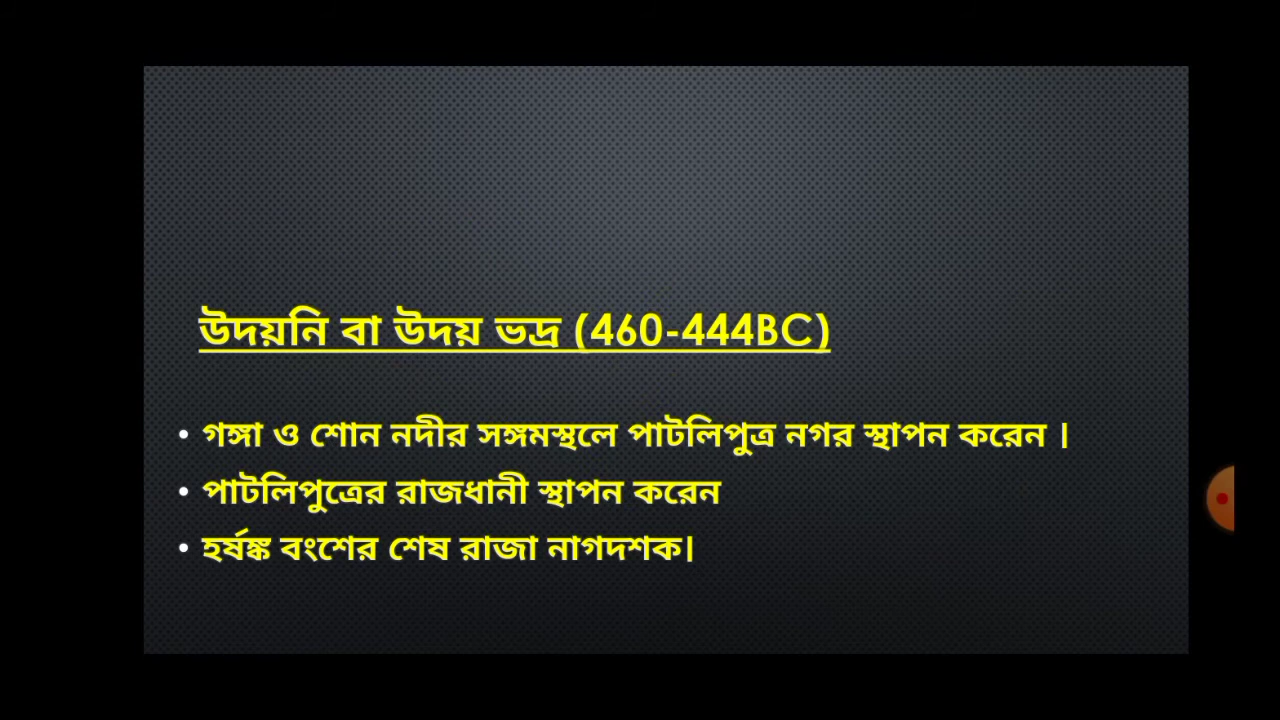 উদয়নি বা উদয় ভদ্র (460-444BC)
• গঙ্গা ও শোন নদীর সঙ্গমস্থলে পাটলিপুত্র নগর স্থাপন করেন ।
• পাটলিপুত্রের রাজধানী স্থাপন করেন
• হর্ষঙ্ক বংশের শেষ রাজা নাগদশক।